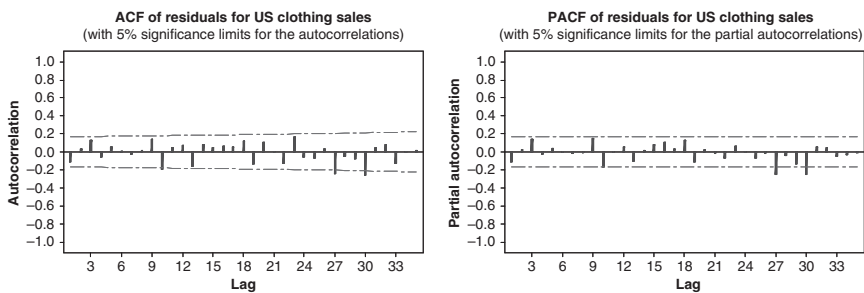 ACF of residuals for US clothing sales
(with 5% significance limits for the autocorrelations)
1.0
0.8
0.6
0.4
0.2
0.0
−0.2
−0.4
−0.6
−0.8
−1.0
Autocorrelation
3 6 9 12 15 18 21 24 27 30 33
Lag
PACF of residuals for US clothing sales
(with 5% significance limits for the partial autocorrelations)
1.0
0.8
0.6
0.4
0.2
0.0
−0.2
−0.4
−0.6
−0.8
−1.0
Partial autocorrelation
3 6 9 12 15 18 21 24 27 30 33
Lag